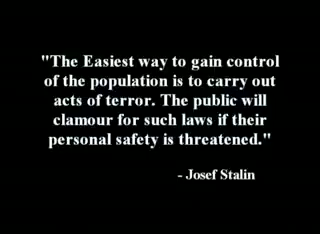 "The Easiest way to gain control
of the population is to carry out
acts of terror. The public will
clamour for such laws if their
personal safety is threatened."
- Josef Stalin